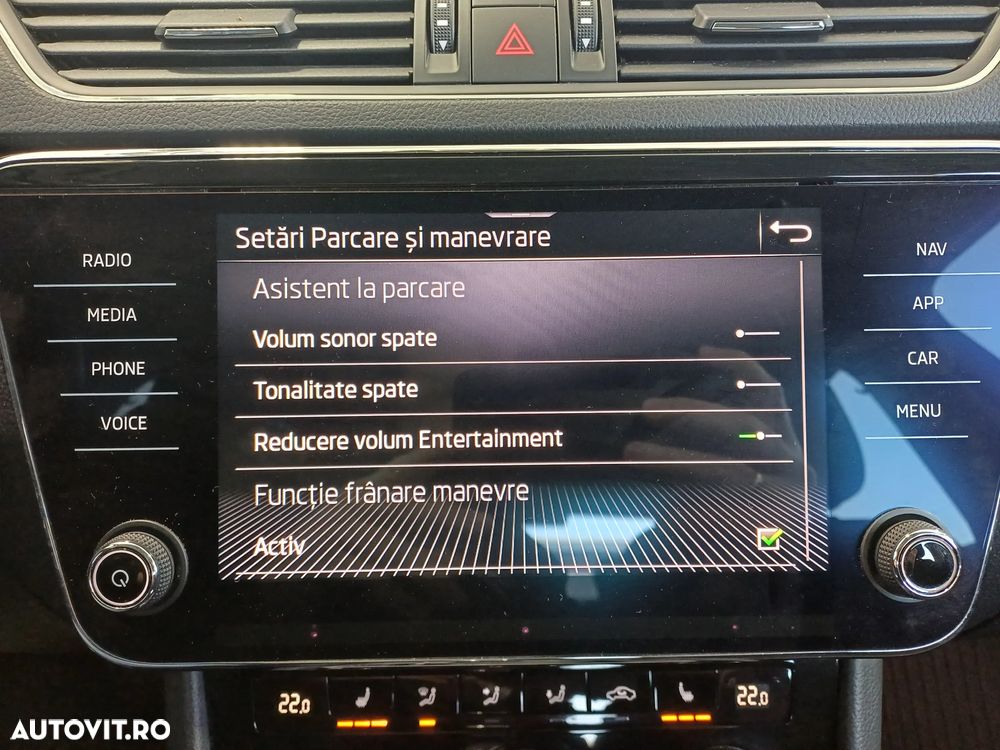 Setări Parcare și manevrare
Asistent la parcare
Volum sonor spate
Tonalitate spate
Reducere volum Entertainment
Funcție frânare manevre
Activ
RADIO
MEDIA
PHONE
VOICE
NAV
APP
CAR
MENU
22.0
22.0
AUTOVIT.RO